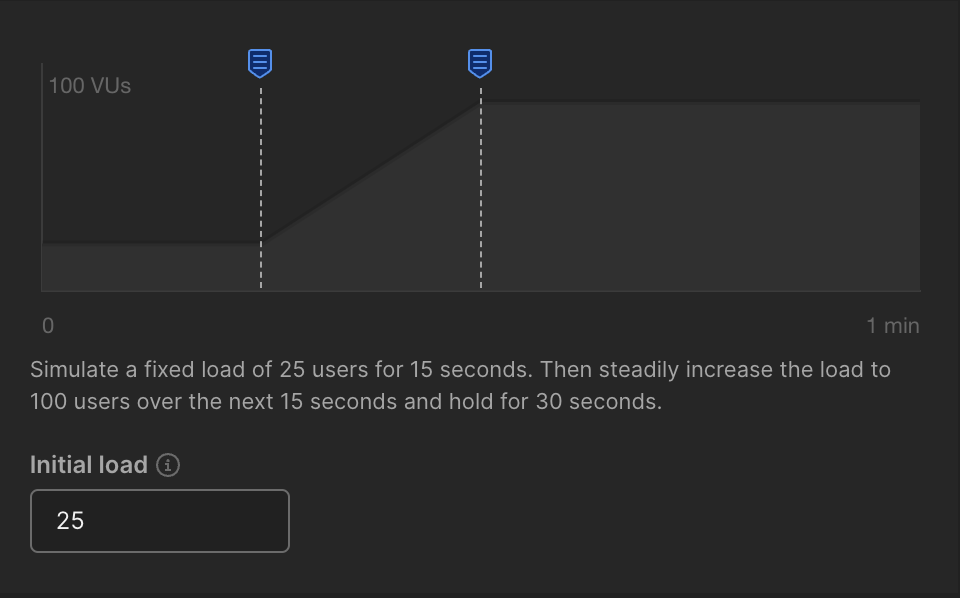 100 VUs
0
1 min
Simulate a fixed load of 25 users for 15 seconds. Then steadily increase the load to
100 users over the next 15 seconds and hold for 30 seconds.
Initial load
25